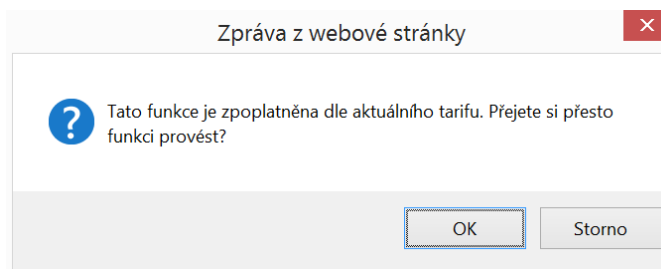 Zpráva z webové stránky
Tato funkce je zpoplatněna dle aktuálního tarifu. Přejete si přesto
funkci provést?
OK
Storno